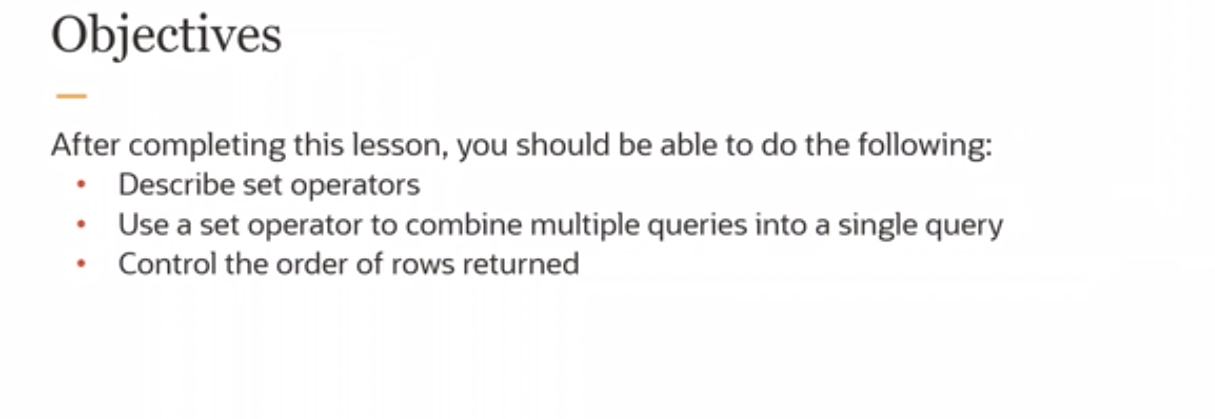 Objectives
After completing this lesson, you should be able to do the following:
• Describe set operators
• Use a set operator to combine multiple queries into a single query
• Control the order of rows returned